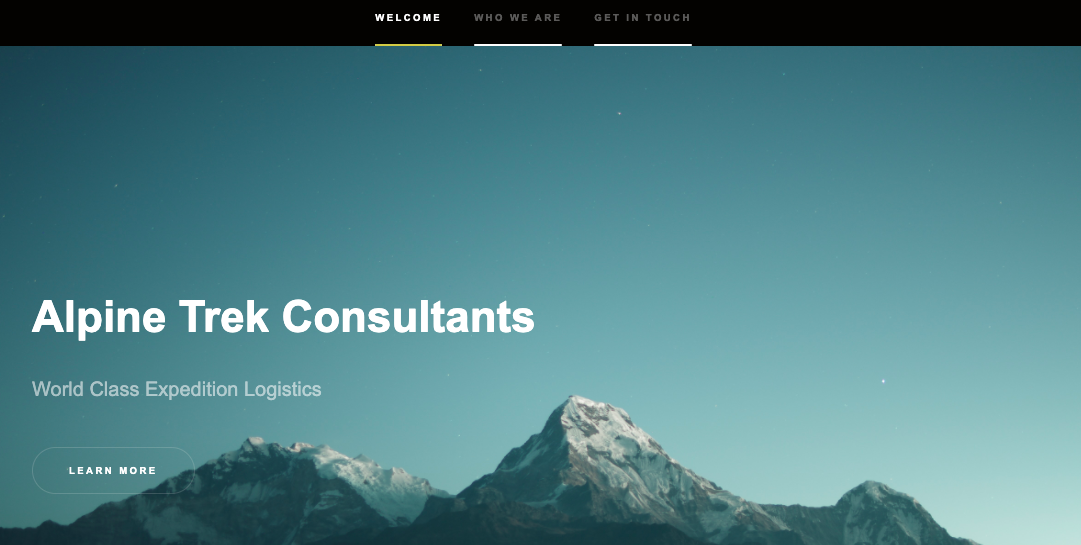 WELCOME WHO WE ARE GET IN TOUCH
Alpine Trek Consultants
World Class Expedition Logistics
LEARN MORE